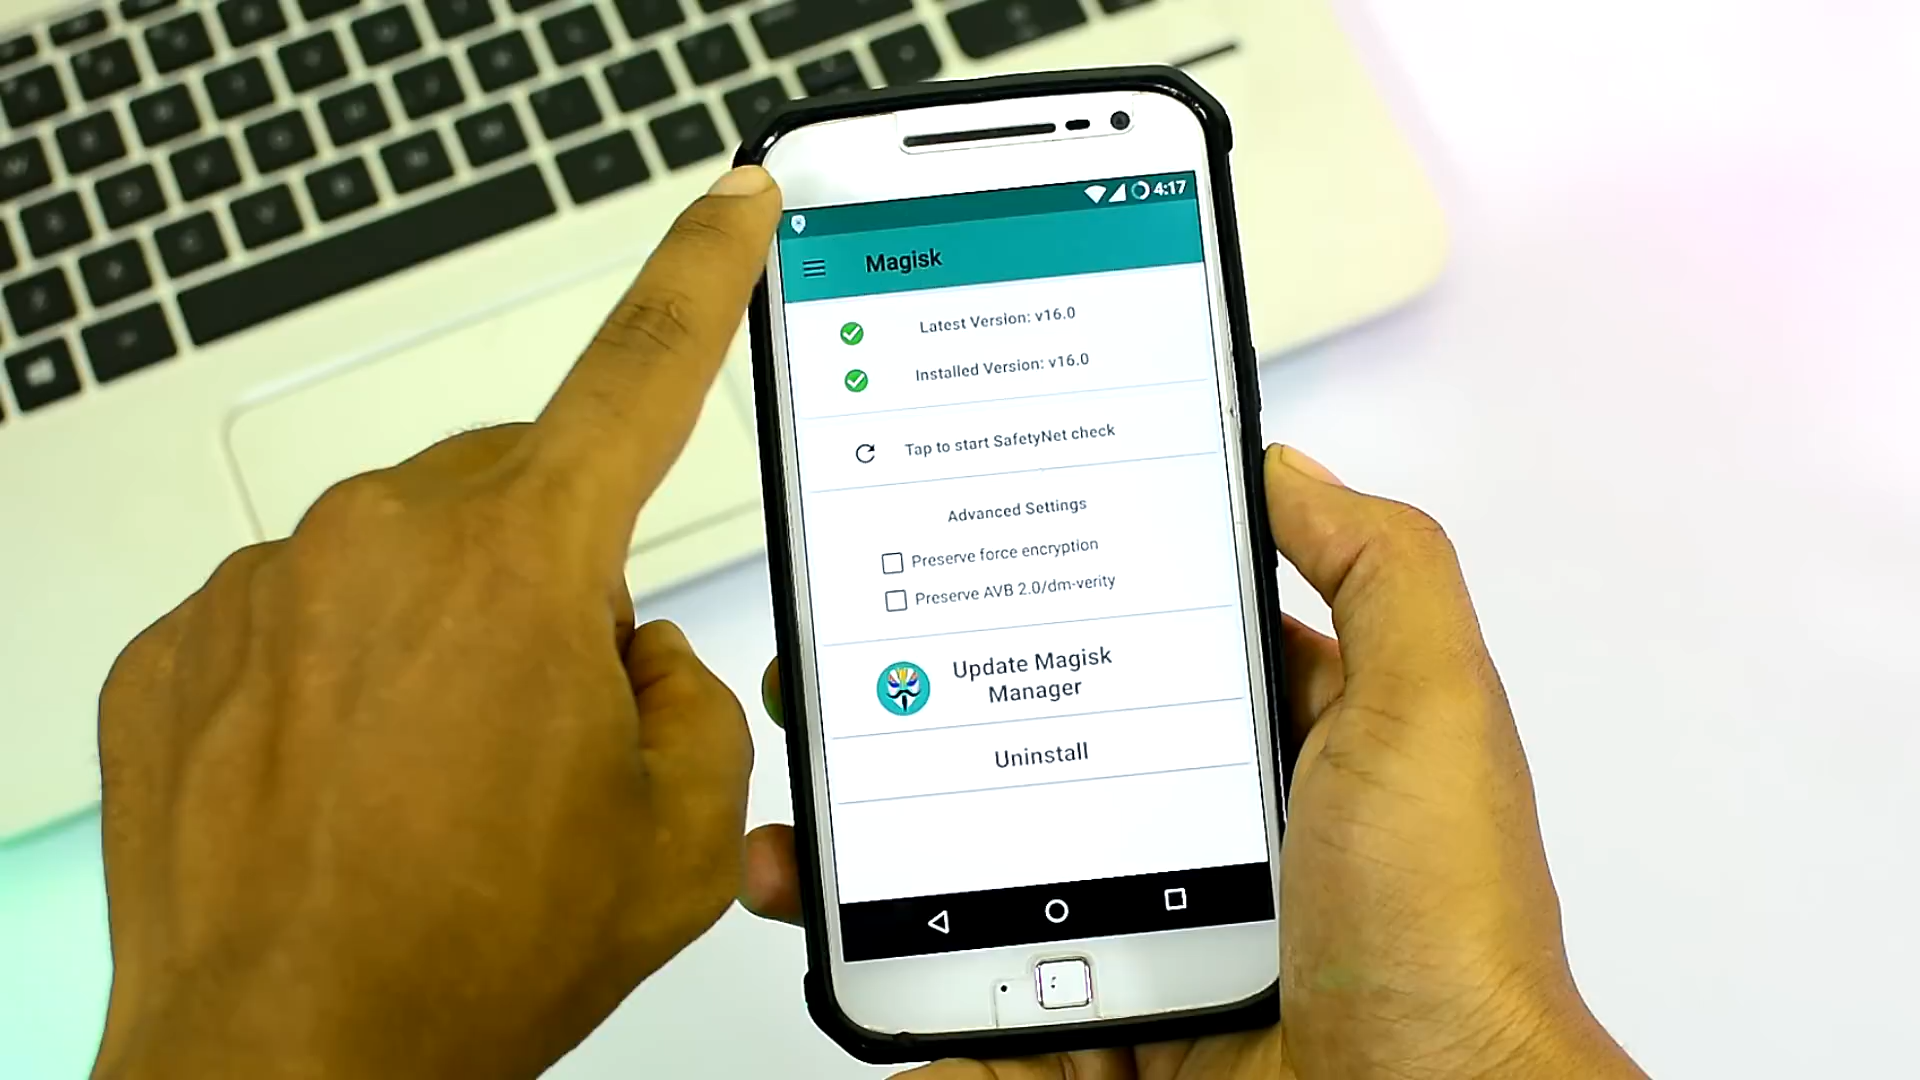 4:17
Magisk
Latest Version: v16.0
Installed Version: v16.0
Tap to start SafetyNet check
Advanced Settings
Preserve force encryption
Preserve AVB 2.0/dm-verity
Update Magisk
Manager
Uninstall